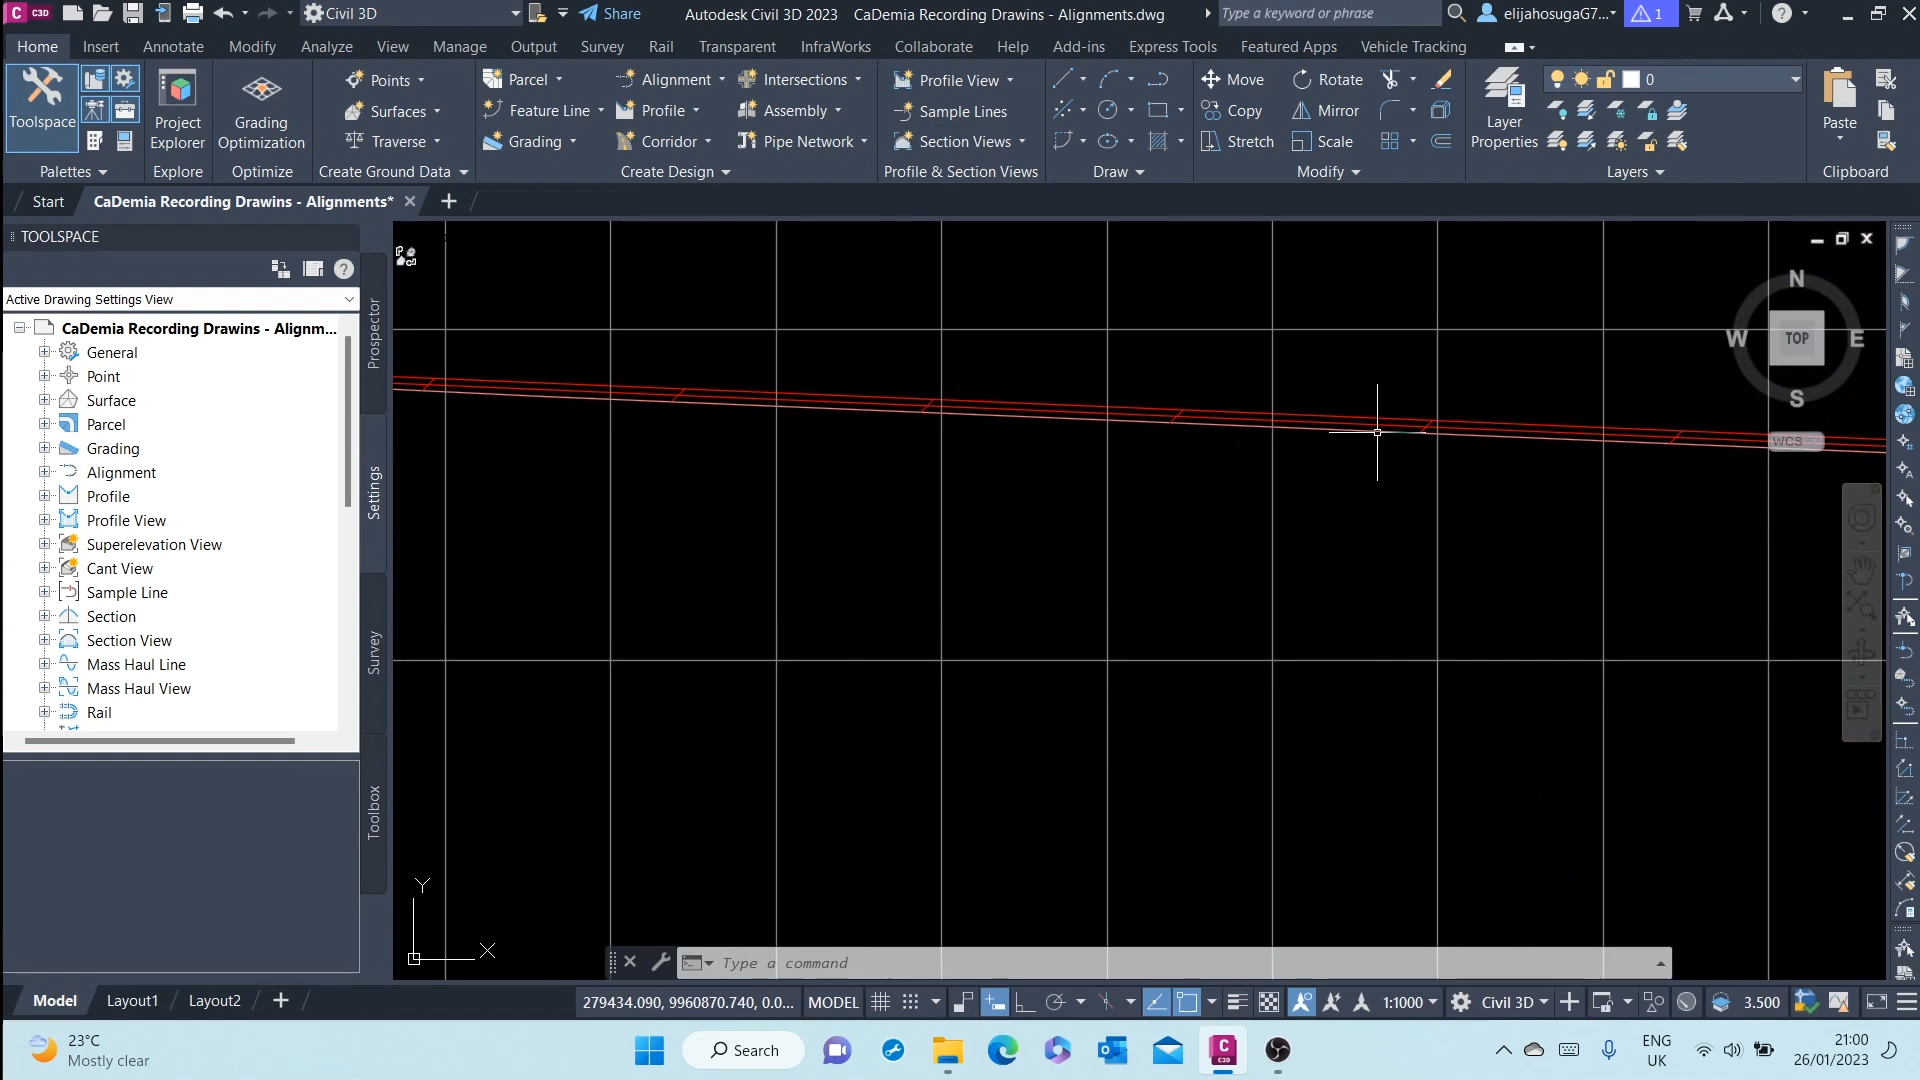 C C3D Civil 3D Share Autodesk Civil 3D 2023 CaDemia Recording Drawins - Alignments.dwg Type a keyword or phrase elijahosugaG7... 1
Home Insert Annotate Modify Analyze View Manage Output Survey Rail Transparent InfraWorks Collaborate Help Add-ins Express Tools Featured Apps Vehicle Tracking
Points Parcel Alignment Intersections Profile View Move Rotate 0
Toolspace Project Explorer Grading Optimization Surfaces Feature Line Profile Assembly Sample Lines Copy Mirror Layer Properties Paste
Traverse Grading Corridor Pipe Network Section Views Stretch Scale
Palettes Explore Optimize Create Ground Data Create Design Profile & Section Views Draw Modify Layers Clipboard
Start CaDemia Recording Drawins - Alignments*
TOOLSPACE
Active Drawing Settings View
CaDemia Recording Drawins - Alignm...
General
Point
Surface
Parcel
Grading
Alignment
Profile
Profile View
Superelevation View
Cant View
Sample Line
Section
Section View
Mass Haul Line
Mass Haul View
Rail
Prospector
Settings
Survey
Toolbox
N
W TOP E
S
WCS
Y
X
Type a command
Model Layout1 Layout2 279434.090, 9960870.740, 0.0... MODEL 1:1000 Civil 3D 3.500
23°C
Mostly clear
Search
C3D
ENG
UK
21:00
26/01/2023